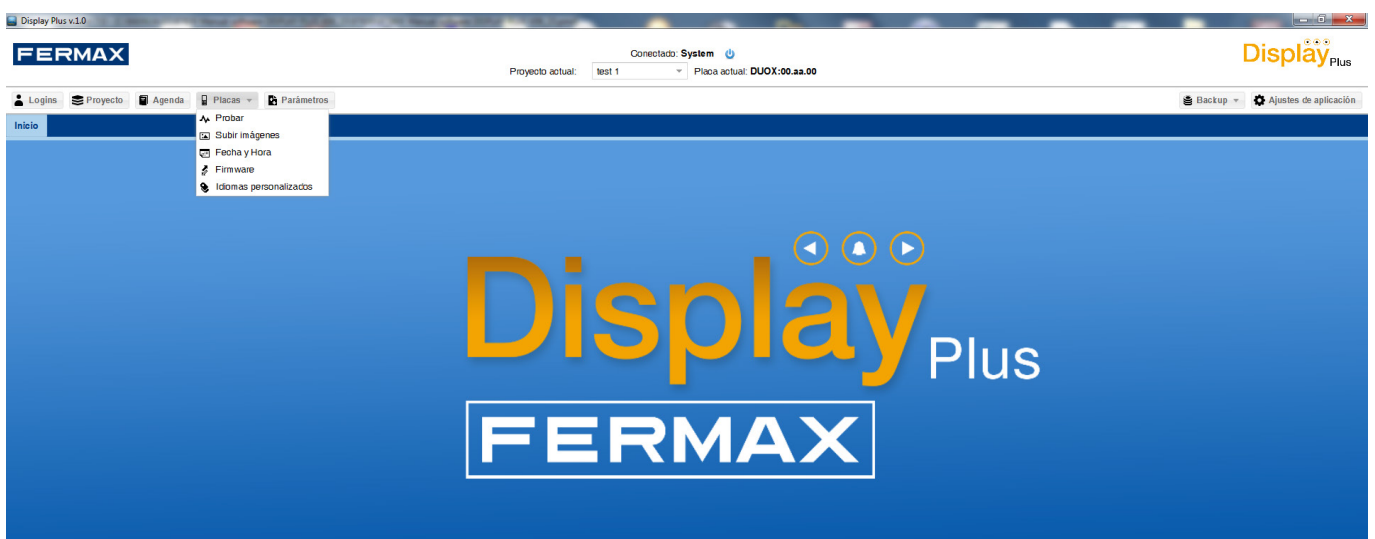 Display Plus v.1.0
FERMAX
Conectado: System
Display Plus
Proyecto actual: test 1 Placa actual: DUOX:00.aa.00
Logins Proyecto Agenda Placas Parámetros Backup Ajustes de aplicación
Inicio
Probar
Subir imágenes
Fecha y Hora
Firmware
Idiomas personalizados
Display
Plus
FERMAX